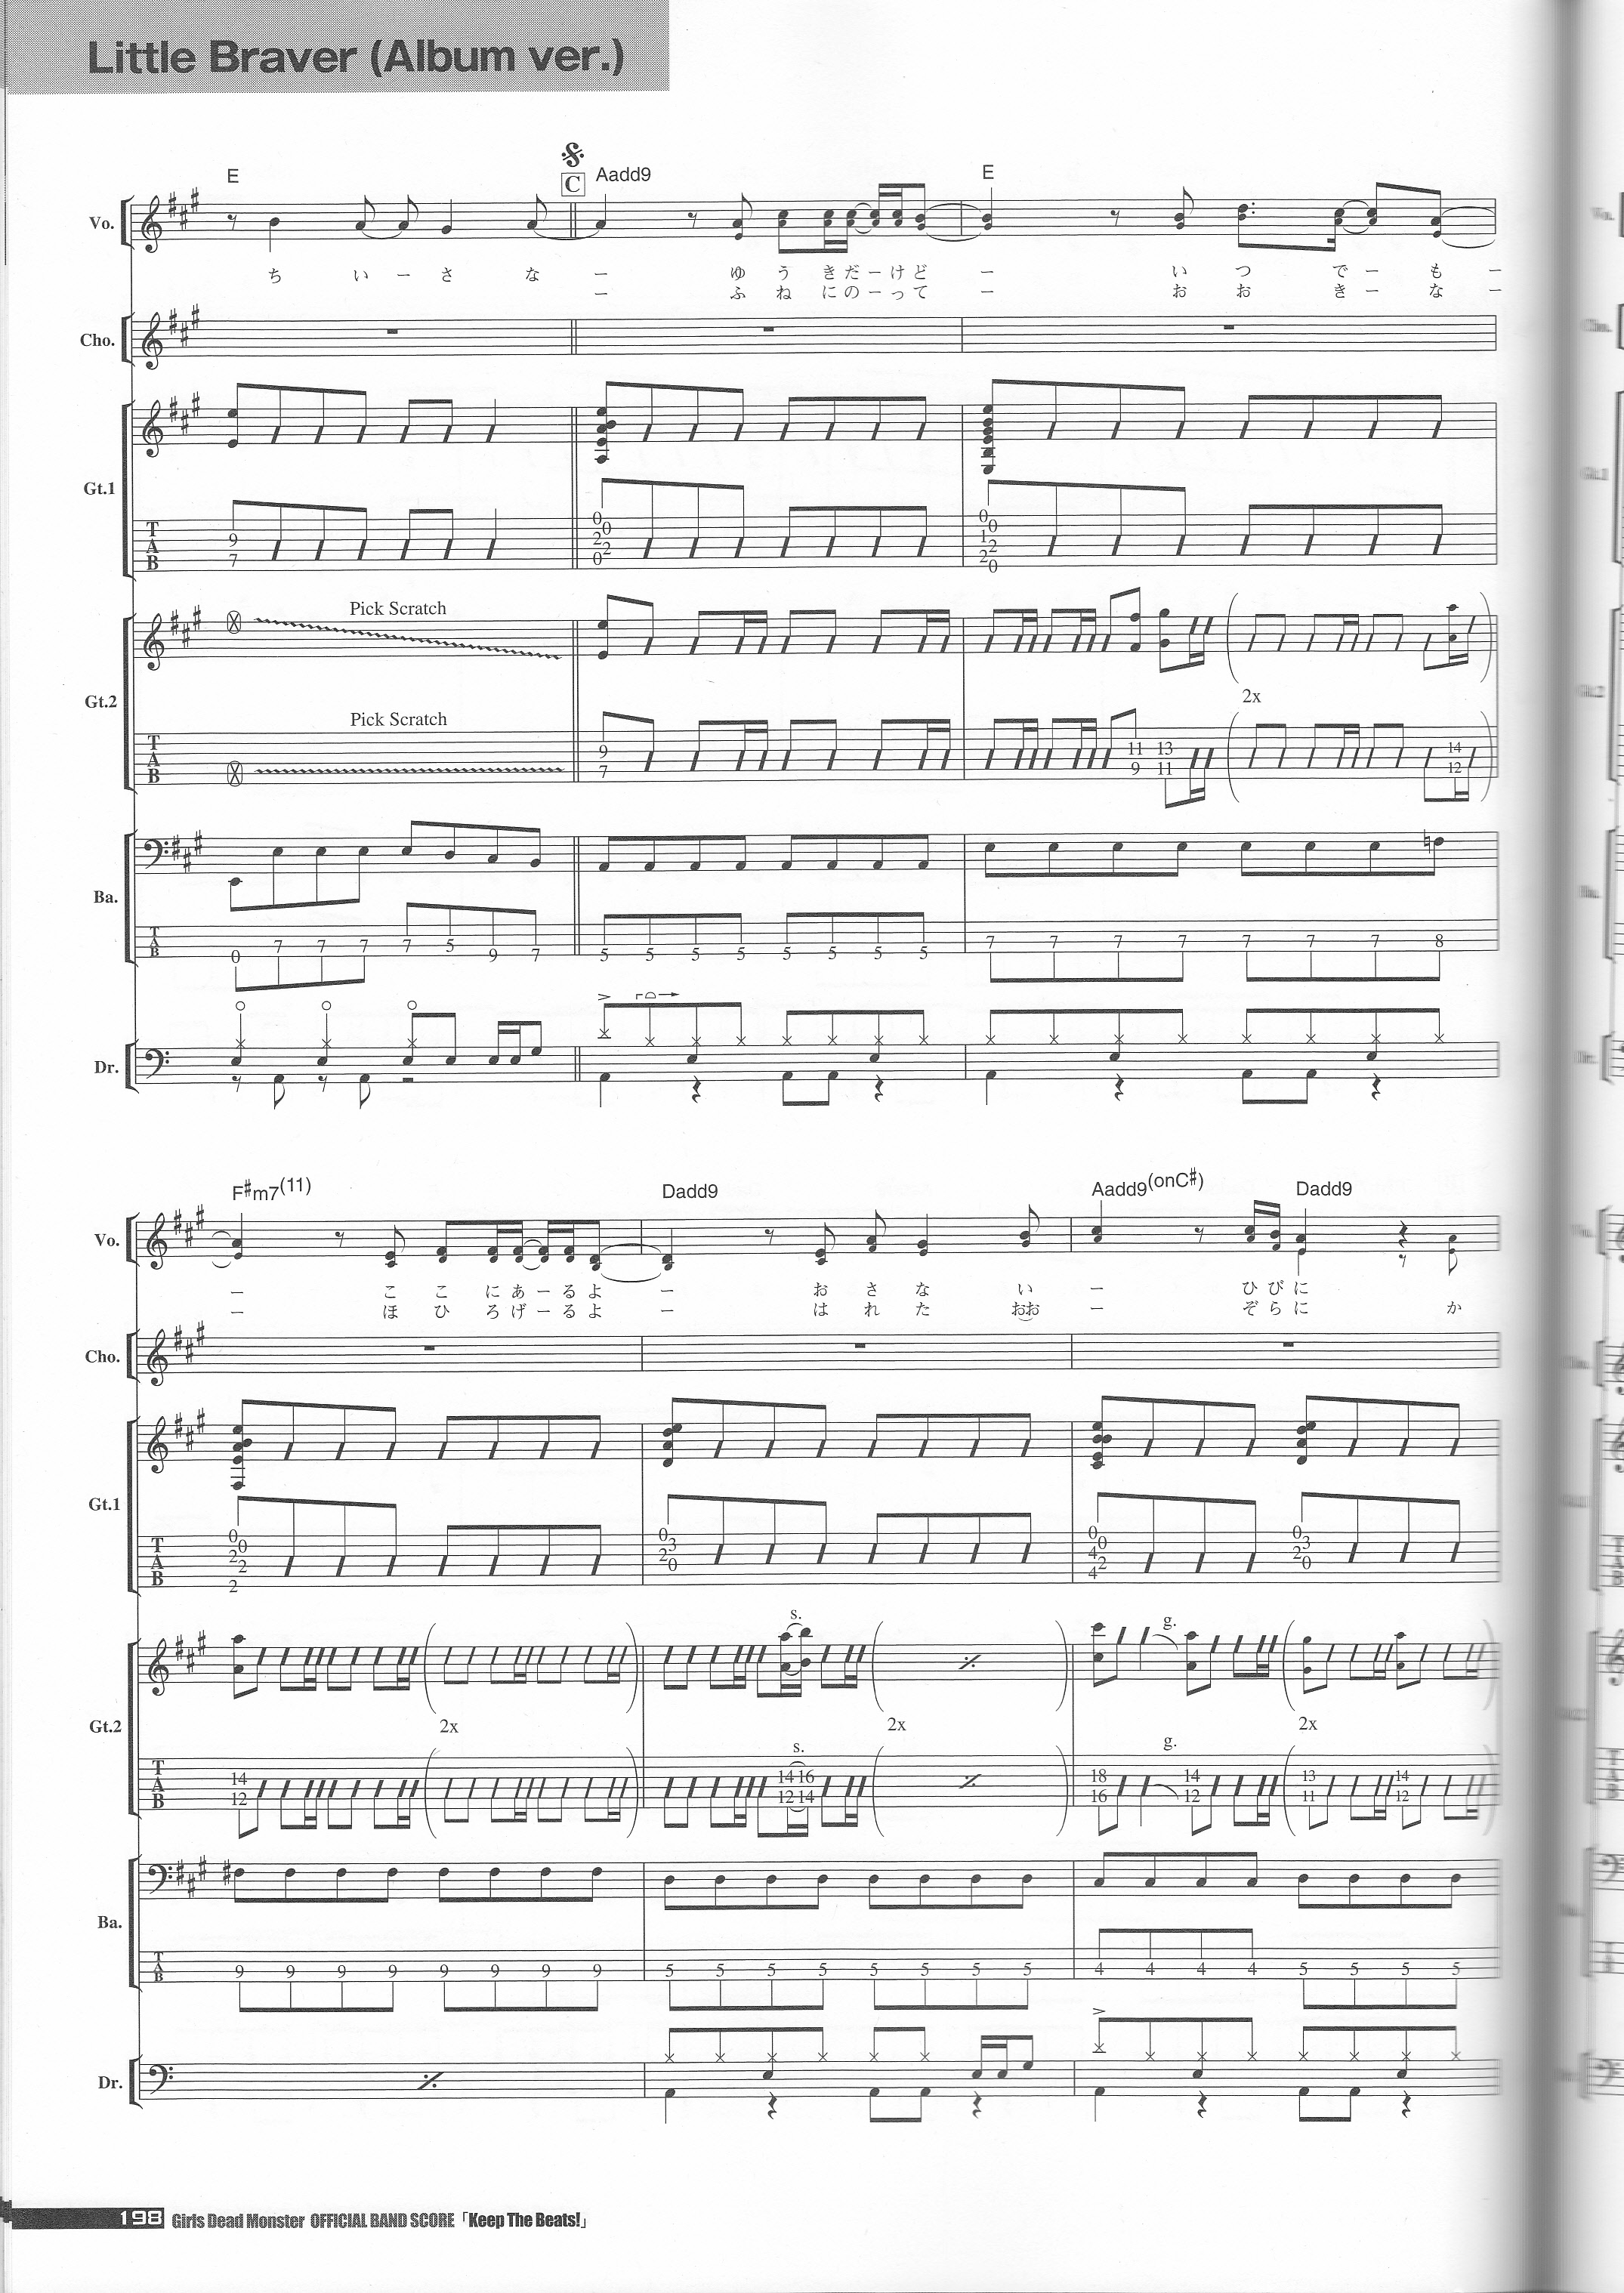 Little Braver (Album ver.)
E Aadd9 E
C
Vo.
ち い ー さ な ー ゆ う き だ ー け ど ー い つ で ー も ー
ー ふ ね に の ー っ て ー お お き ー な ー
Cho.
Gt.1
T A B
9 7
0 0 2 2 0
0 0 1 2 2 0
Pick Scratch
Gt.2
2x
Pick Scratch
T A B
9 7
11 9 13 11
14 12
Ba.
T A B
0 7 7 7 7 5 9 7 5 5 5 5 5 5 5 5 7 7 7 7 7 7 7 8
Dr.
F#m7(11) Dadd9 Aadd9(onC#) Dadd9
Vo.
ー こ こ に あ ー る よ ー お さ な い ー ひ び に
ー ほ ひ ろ げ ー る よ ー は れ た おお ー ぞ ら に か
Cho.
Gt.1
T A B
0 0 2 2 2
0 3 2 0
0 0 4 2 4
0 3 2 0
s. g.
Gt.2
2x 2x 2x
s. g.
T A B
14 12
14 16 12 14
18 16 14 12
13 11 14 12
Ba.
T A B
9 9 9 9 9 9 9 9 5 5 5 5 5 5 5 5 4 4 4 4 5 5 5 5
Dr.
198 Girls Dead Monster OFFICIAL BAND SCORE「Keep The Beats!」